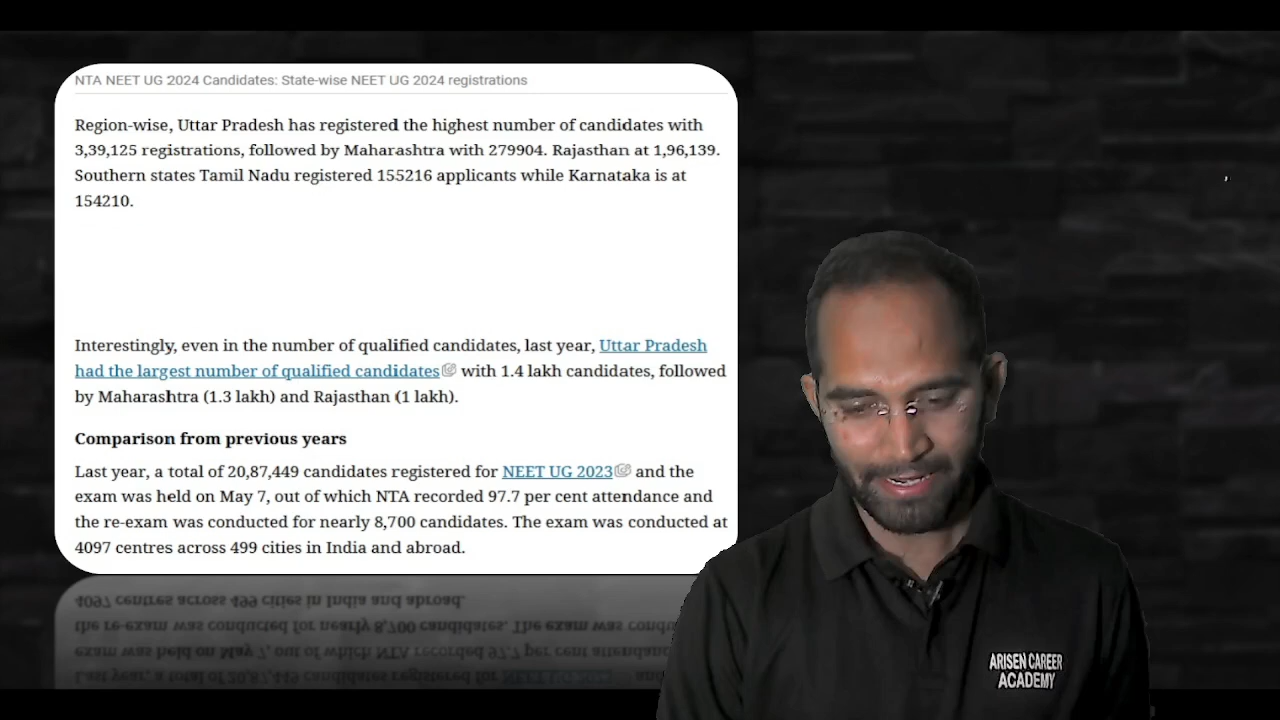 NTA NEET UG 2024 Candidates: State-wise NEET UG 2024 registrations
Region-wise, Uttar Pradesh has registered the highest number of candidates with
3,39,125 registrations, followed by Maharashtra with 279904. Rajasthan at 1,96,139.
Southern states Tamil Nadu registered 155216 applicants while Karnataka is at
154210.
Interestingly, even in the number of qualified candidates, last year, Uttar Pradesh
had the largest number of qualified candidates with 1.4 lakh candidates, followed
by Maharashtra (1.3 lakh) and Rajasthan (1 lakh).
Comparison from previous years
Last year, a total of 20,87,449 candidates registered for NEET UG 2023 and the
exam was held on May 7, out of which NTA recorded 97.7 per cent attendance and
the re-exam was conducted for nearly 8,700 candidates. The exam was conducted at
4097 centres across 499 cities in India and abroad.
ARISEN CAREER
ACADEMY